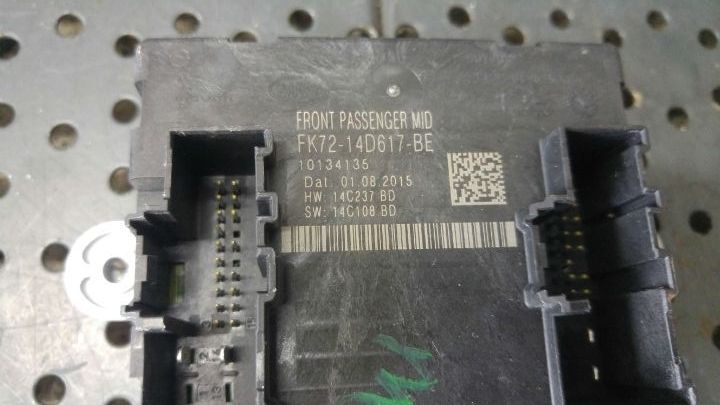 FRONT PASSENGER MID
FK72-14D617-BE
10134135
Dat. 01.08.2015
HW: 14C237 BD
SW: 14C108 BD